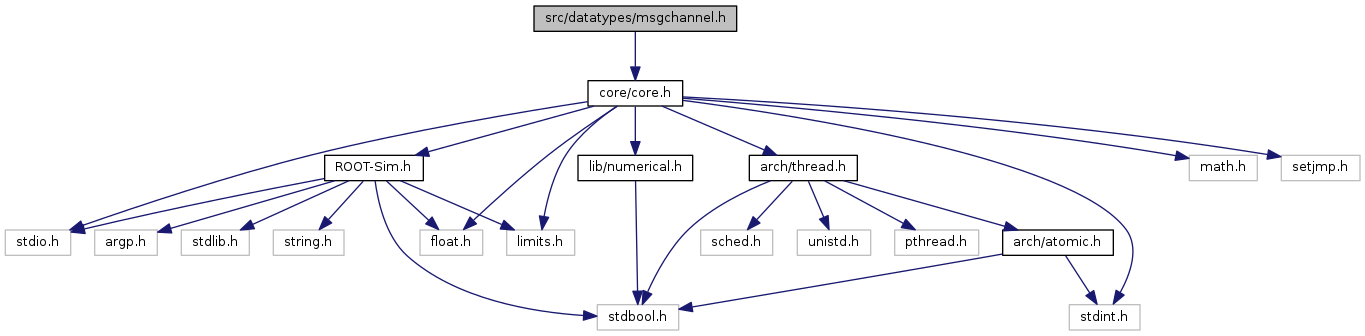 src/datatypes/msgchannel.h
core/core.h
ROOT-Sim.h
lib/numerical.h
arch/thread.h
math.h
setjmp.h
stdio.h
argp.h
stdlib.h
string.h
float.h
limits.h
sched.h
unistd.h
pthread.h
arch/atomic.h
stdbool.h
stdint.h